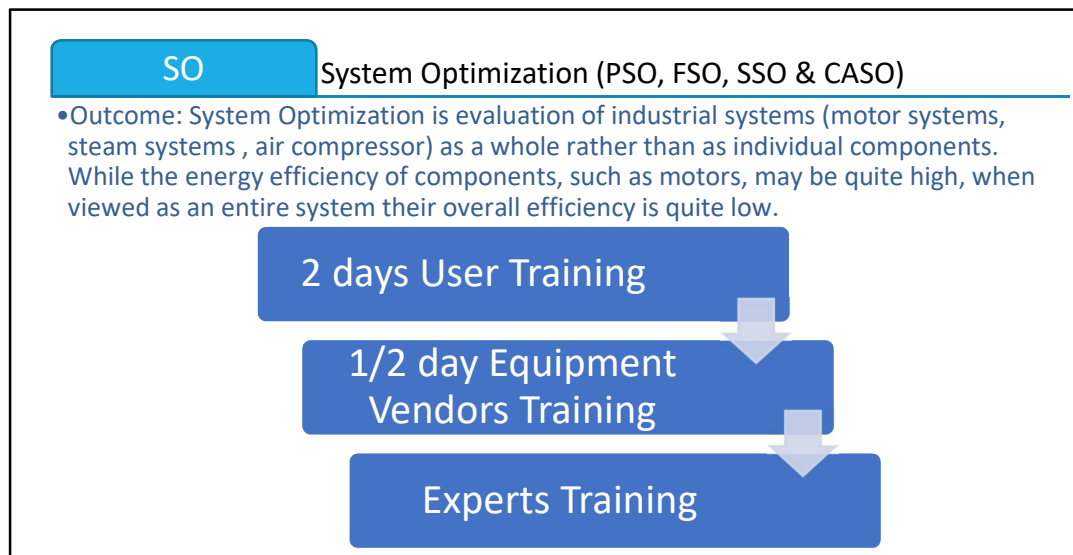 SO
System Optimization (PSO, FSO, SSO & CASO)
•Outcome: System Optimization is evaluation of industrial systems (motor systems,
steam systems , air compressor) as a whole rather than as individual components.
While the energy efficiency of components, such as motors, may be quite high, when
viewed as an entire system their overall efficiency is quite low.
2 days User Training
1/2 day Equipment
Vendors Training
Experts Training